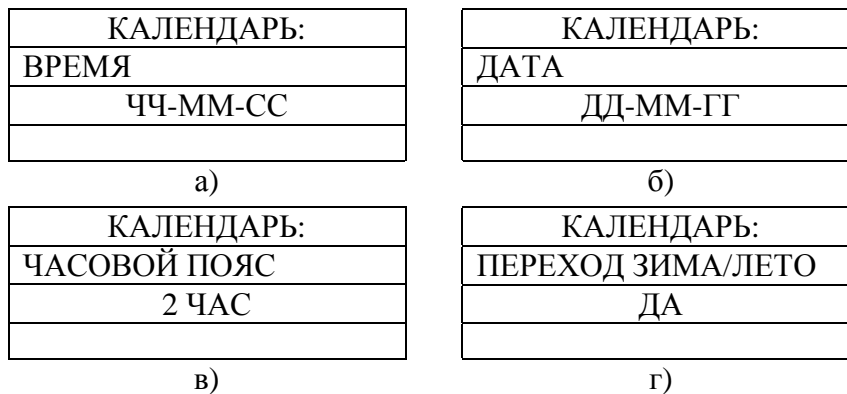 КАЛЕНДАРЬ:
ВРЕМЯ
ЧЧ-ММ-СС
а)
КАЛЕНДАРЬ:
ДАТА
ДД-ММ-ГГ
б)
КАЛЕНДАРЬ:
ЧАСОВОЙ ПОЯС
2 ЧАС
в)
КАЛЕНДАРЬ:
ПЕРЕХОД ЗИМА/ЛЕТО
ДА
г)